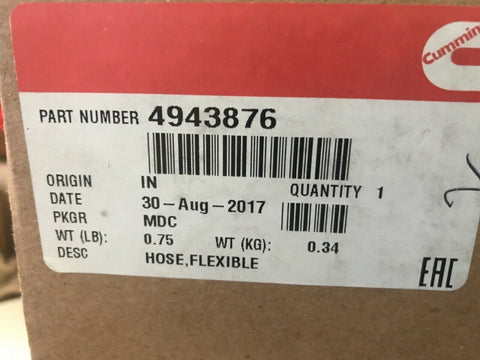 Cummin
PART NUMBER 4943876
ORIGIN IN QUANTITY 1
DATE 30-Aug-2017
PKGR MDC
WT (LB): 0.75 WT (KG): 0.34
DESC HOSE,FLEXIBLE
EAC